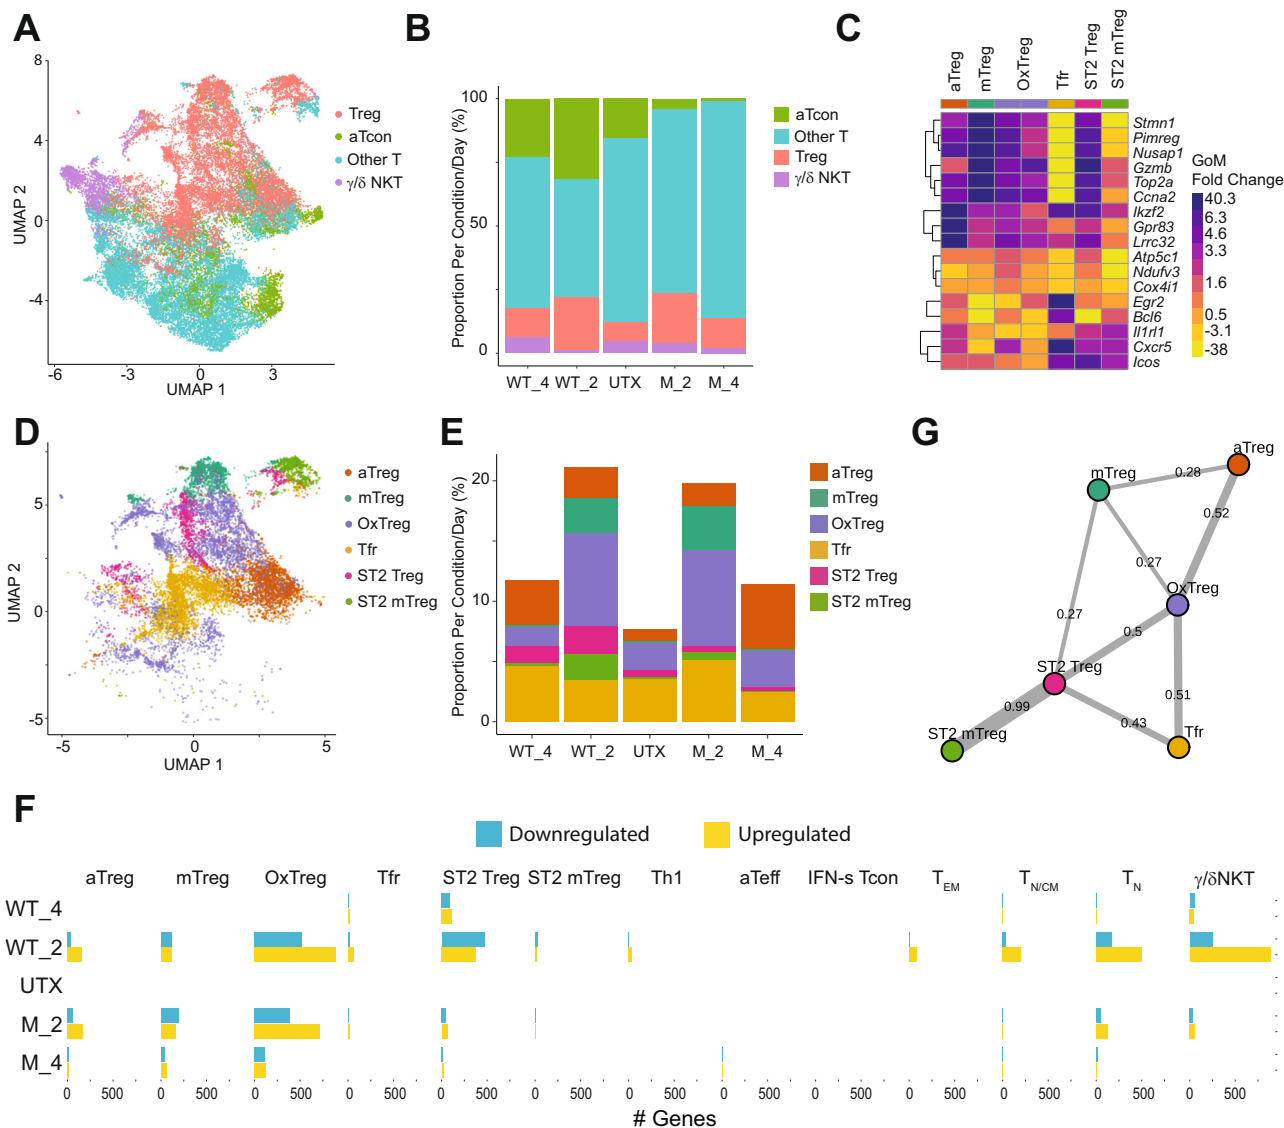 A
8
4
0
-4
UMAP 2
-6 -3 0 3
UMAP 1
Treg
aTcon
Other T
γ/δ NKT
B
100
50
0
Proportion Per Condition/Day (%)
WT_4 WT_2 UTX M_2 M_4
aTcon
Other T
Treg
γ/δ NKT
C
aTreg mTreg OxTreg Tfr ST2 Treg ST2 mTreg
Stmn1
Pimreg
Nusap1
Gzmb
Top2a
Ccna2
Ikzf2
Gpr83
Lrrc32
Atp5c1
Ndufv3
Cox4i1
Egr2
Bcl6
Il1rl1
Cxcr5
Icos
GoM
Fold Change
40.3
6.3
4.6
3.3
1.6
0.5
-3.1
-38
D
5
0
-5
UMAP 2
-5 0 5
UMAP 1
aTreg
mTreg
OxTreg
Tfr
ST2 Treg
ST2 mTreg
E
20
10
0
Proportion Per Condition/Day (%)
WT_4 WT_2 UTX M_2 M_4
aTreg
mTreg
OxTreg
Tfr
ST2 Treg
ST2 mTreg
G
aTreg
mTreg
0.28
0.52
0.27
OxTreg
0.27
0.5
ST2 Treg
0.51
0.99
0.43
ST2 mTreg
Tfr
F
Downregulated Upregulated
aTreg mTreg OxTreg Tfr ST2 Treg ST2 mTreg Th1 aTeff IFN-s Tcon TEM TN/CM TN γ/δNKT
WT_4
WT_2
UTX
M_2
M_4
0 500 0 500 0 500 0 500 0 500 0 500 0 500 0 500 0 500 0 500 0 500 0 500 0 500
# Genes